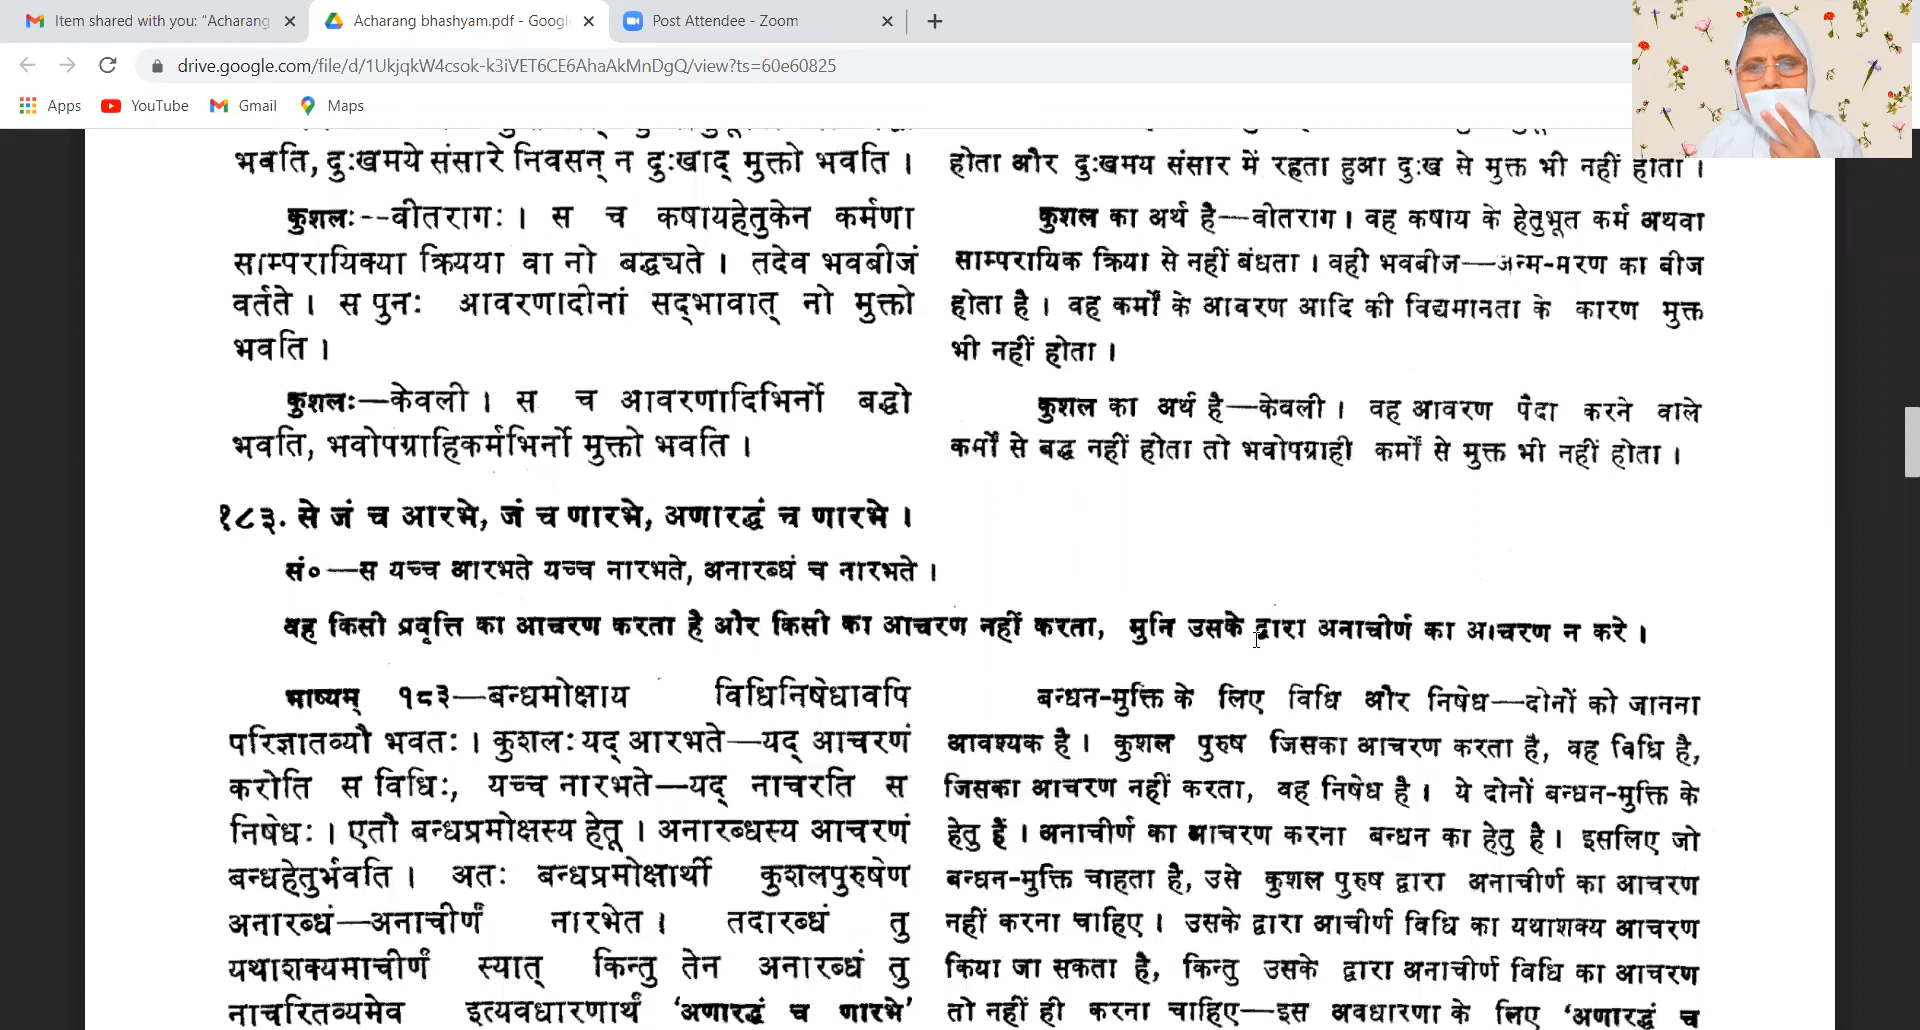 Item shared with you: "Acharang
Acharang bhashyam.pdf - Googl
Post Attendee - Zoom
drive.google.com/file/d/1UkjqkW4csok-k3iVET6CE6AhaAkMnDgQ/view?ts=60e60825
Apps
YouTube
Gmail
Maps
भवति, दुःखमये संसारे निवसन् न दुःखाद् मुक्तो भवति ।
कुशलः--वीतरागः । स च कषायहेतुकेन कर्मणा
साम्परायिक्या क्रियया वा नो बद्ध्यते । तदेव भवबीजं
वर्तते । स पुनः आवरणादीनां सद्भावात् नो मुक्तो
भवति ।
कुशलः—केवली । स च आवरणादिभिर्नो बद्धो
भवति, भवोपग्राहिकर्मभिर्नो मुक्तो भवति ।
होता और दुःखमय संसार में रहता हुआ दुःख से मुक्त भी नहीं होता ।
कुशल का अर्थ है—वीतराग । वह कषाय के हेतुभूत कर्म अथवा
साम्परायिक क्रिया से नहीं बंधता । वही भवबीज—जन्म-मरण का बीज
होता है । वह कर्मों के आवरण आदि की विद्यमानता के कारण मुक्त
भी नहीं होता ।
कुशल का अर्थ है—केवली । वह आवरण पैदा करने वाले
कर्मों से बद्ध नहीं होता तो भवोपग्राही कर्मों से मुक्त भी नहीं होता ।
१८३. से जं च आरभे, जं च णारभे, अणारद्धं च णारभे ।
सं०—स यच्च आरभते यच्च नारभते, अनारब्धं च नारभते ।
वह किसी प्रवृत्ति का आचरण करता है और किसी का आचरण नहीं करता, मुनि उसके द्वारा अनाचीर्ण का आचरण न करे ।
भाष्यम् १८३—बन्धमोक्षाय विधिनिषेधावपि
परिज्ञातव्यौ भवतः । कुशलः यद् आरभते—यद् आचरणं
करोति स विधिः, यच्च नारभते—यद् नाचरति स
निषेधः । एतौ बन्धप्रमोक्षस्य हेतू । अनारब्धस्य आचरणं
बन्धहेतुर्भवति । अतः बन्धप्रमोक्षार्थी कुशलपुरुषेण
अनारब्धं—अनाचीर्णं नारभेत । तदारब्धं तु
यथाशक्यमाचीर्णं स्यात् किन्तु तेन अनारब्धं तु
नाचरितव्यमेव इत्यवधारणार्थं 'अणारद्धं च णारभे'
बन्धन-मुक्ति के लिए विधि और निषेध—दोनों को जानना
आवश्यक है । कुशल पुरुष जिसका आचरण करता है, वह विधि है,
जिसका आचरण नहीं करता, वह निषेध है । ये दोनों बन्धन-मुक्ति के
हेतु हैं । अनाचीर्ण का आचरण करना बन्धन का हेतु है । इसलिए जो
बन्धन-मुक्ति चाहता है, उसे कुशल पुरुष द्वारा अनाचीर्ण का आचरण
नहीं करना चाहिए । उसके द्वारा आचीर्ण विधि का यथाशक्य आचरण
किया जा सकता है, किन्तु उसके द्वारा अनाचीर्ण विधि का आचरण
तो नहीं ही करना चाहिए—इस अवधारणा के लिए 'अणारद्धं च